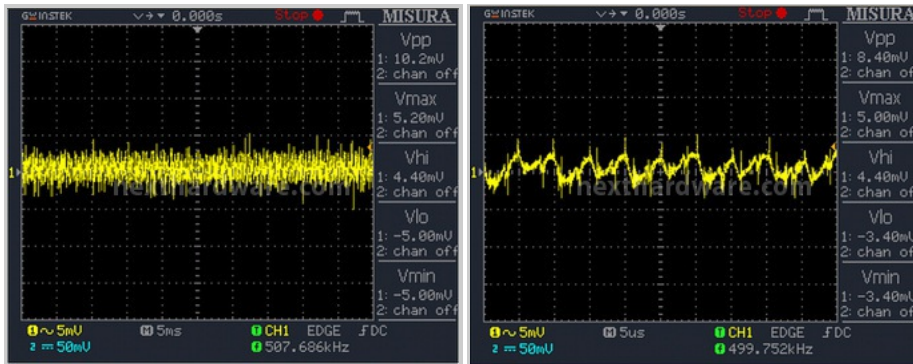 GWINSTEK 0.000s Stop MISURA
Vpp
1: 10.2mV
2: chan off
Vmax
1: 5.20mV
2: chan off
Vhi
1: 4.40mV
2: chan off
Vlo
1: -5.00mV
2: chan off
Vmin
1: -5.00mV
2: chan off
1
nexthardware.com
1 ~ 5mV M 5ms T CH1 EDGE DC
2 50mV f 507.686kHz
GWINSTEK 0.000s Stop MISURA
Vpp
1: 8.40mV
2: chan off
Vmax
1: 5.00mV
2: chan off
Vhi
1: 4.40mV
2: chan off
Vlo
1: -3.40mV
2: chan off
Vmin
1: -3.40mV
2: chan off
1
nexthardware.com
1 ~ 5mV M 5us T CH1 EDGE DC
2 50mV f 499.752kHz